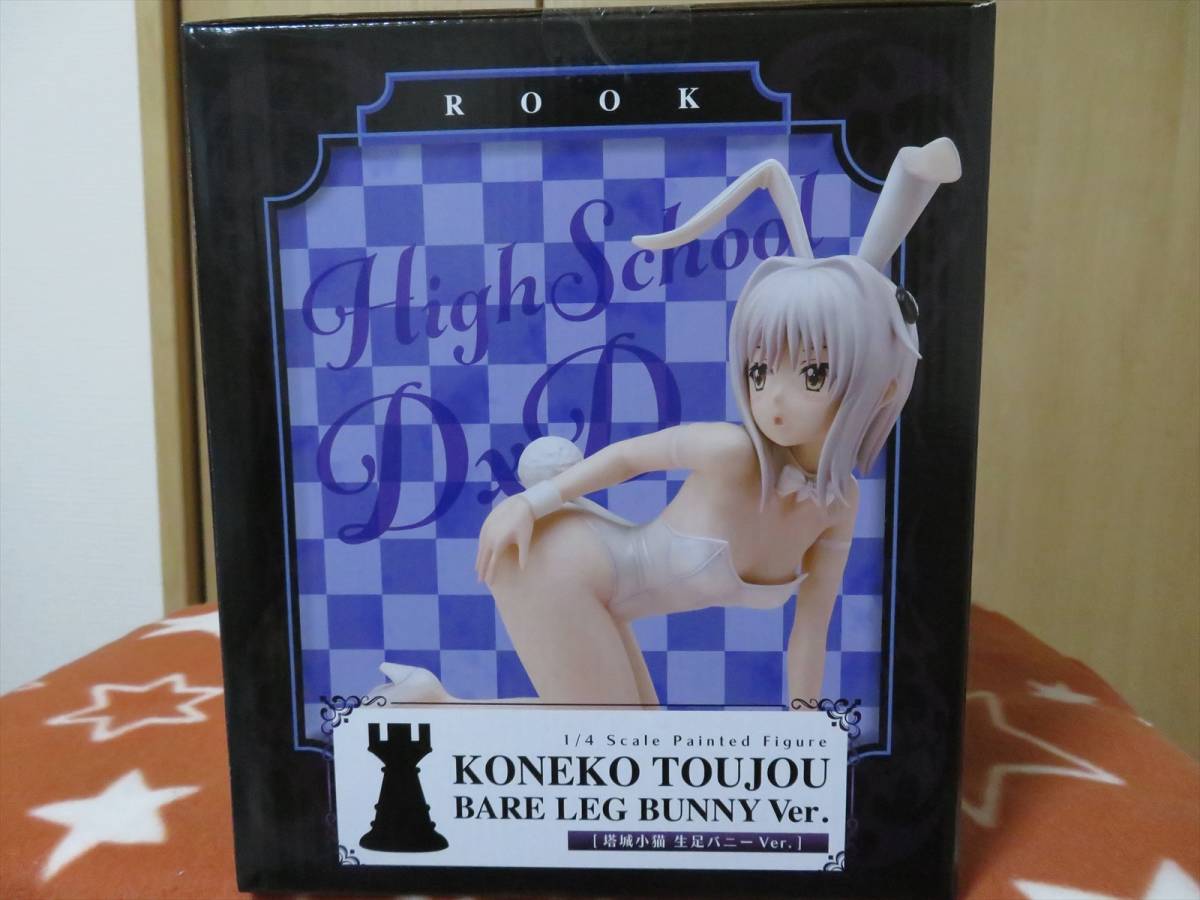 ROOK
High School
DxD
1/4 Scale Painted Figure
KONEKO TOUJOU
BARE LEG BUNNY Ver.
[塔城小猫 生足バニーVer.]